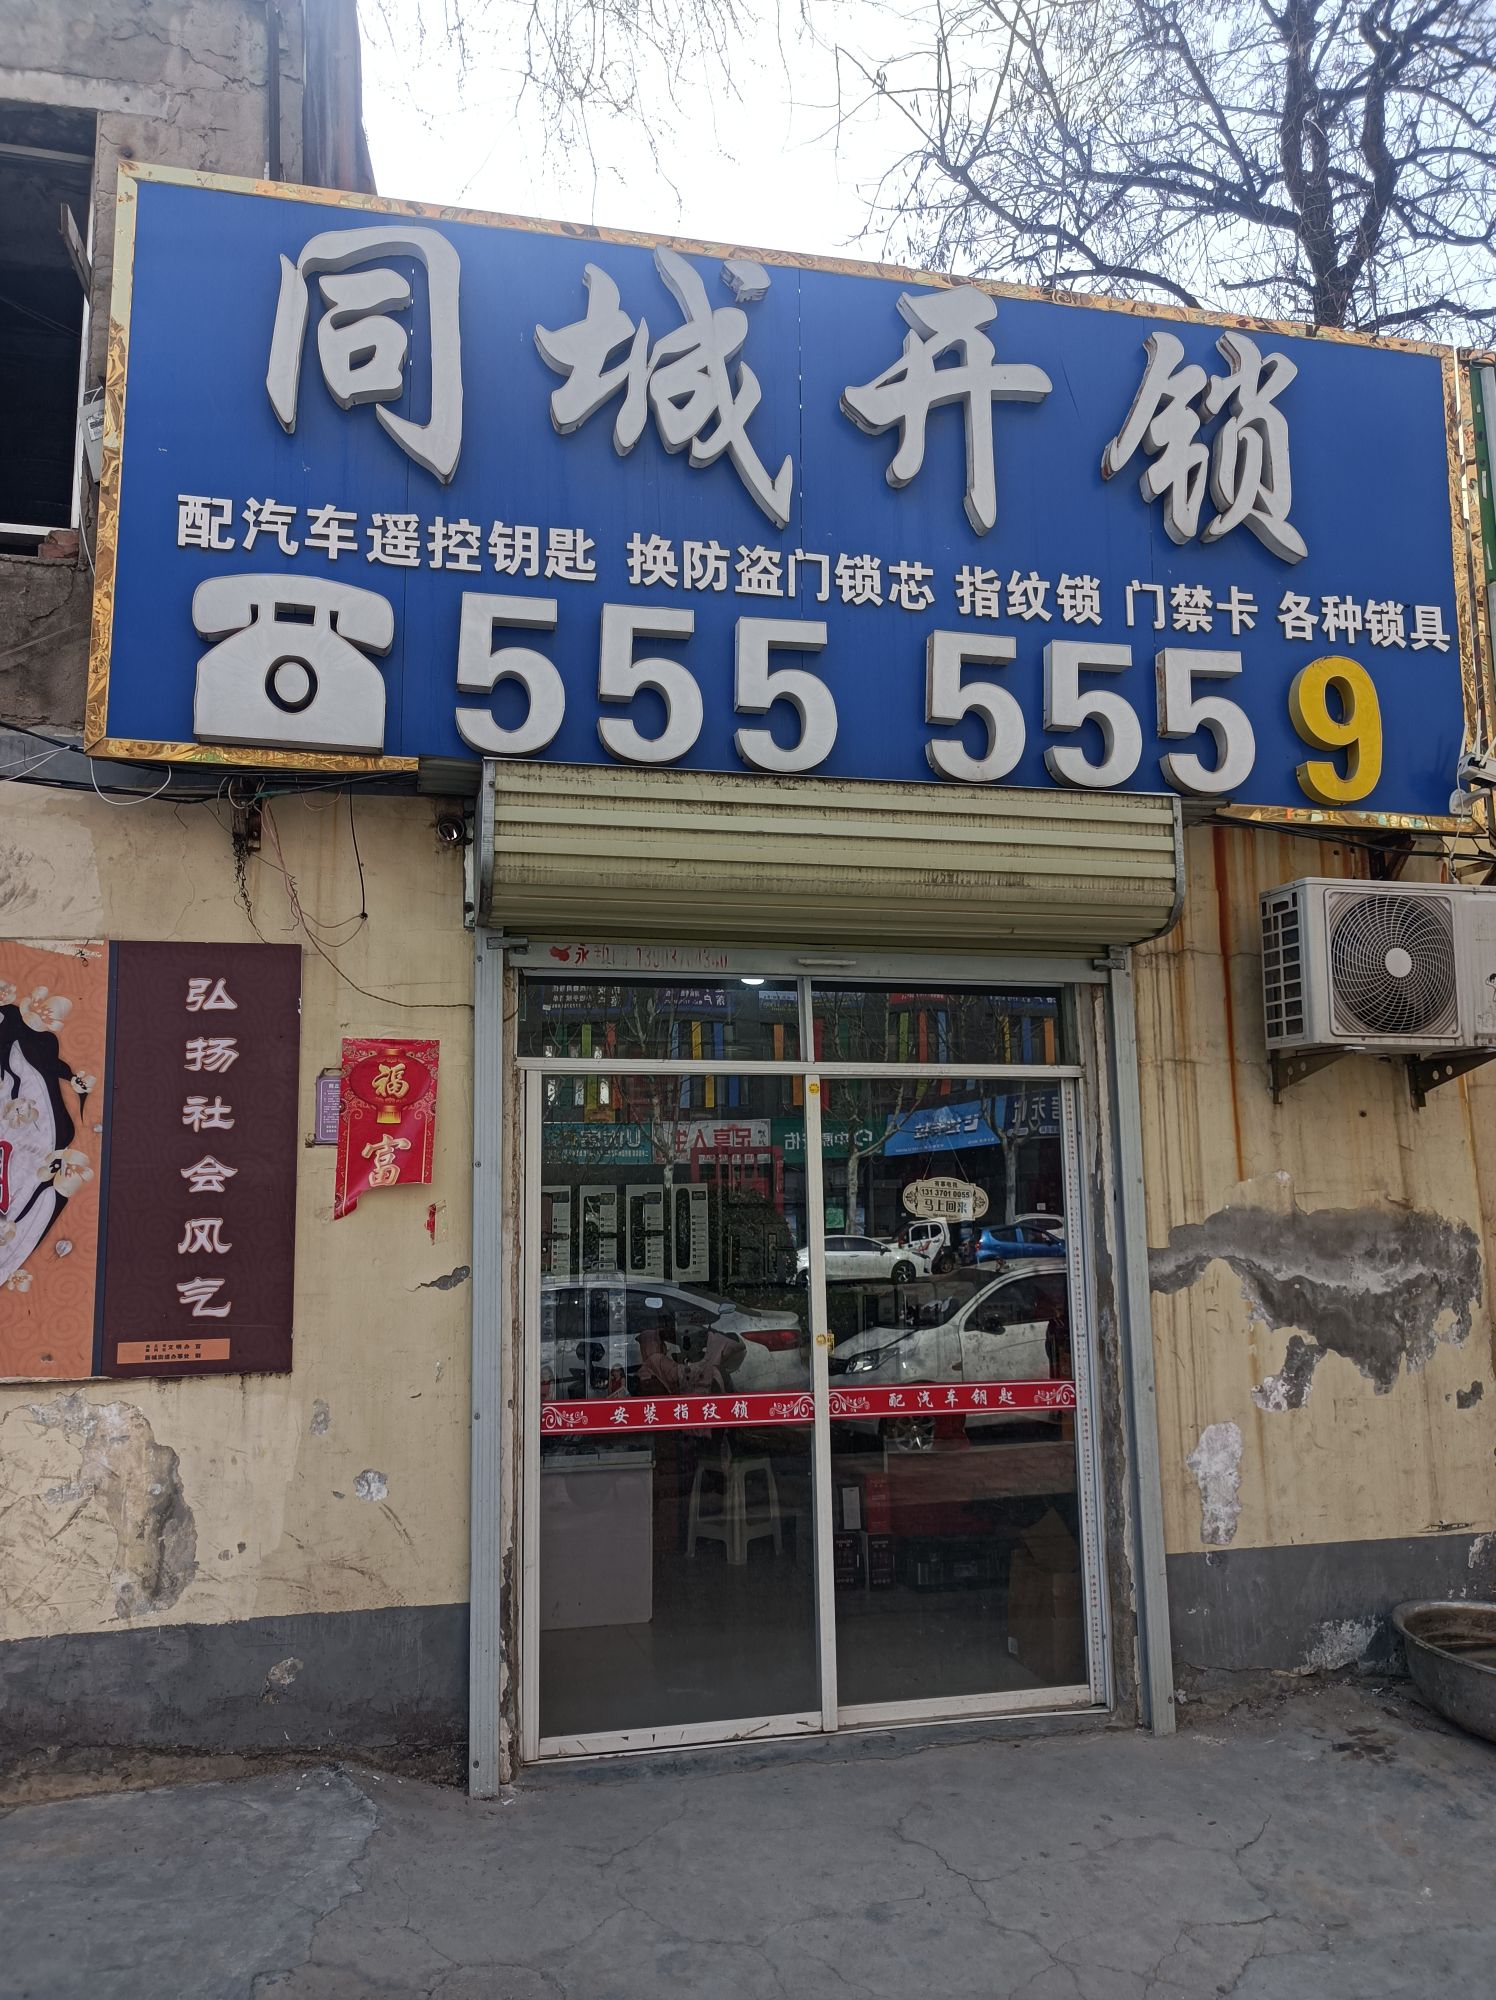 同城开锁
配汽车遥控钥匙 换防盗门锁芯 指纹锁 门禁卡 各种锁具
555 5559
弘扬社会风气
福
富
13137010055
马上回来
安装指纹锁
配汽车钥匙